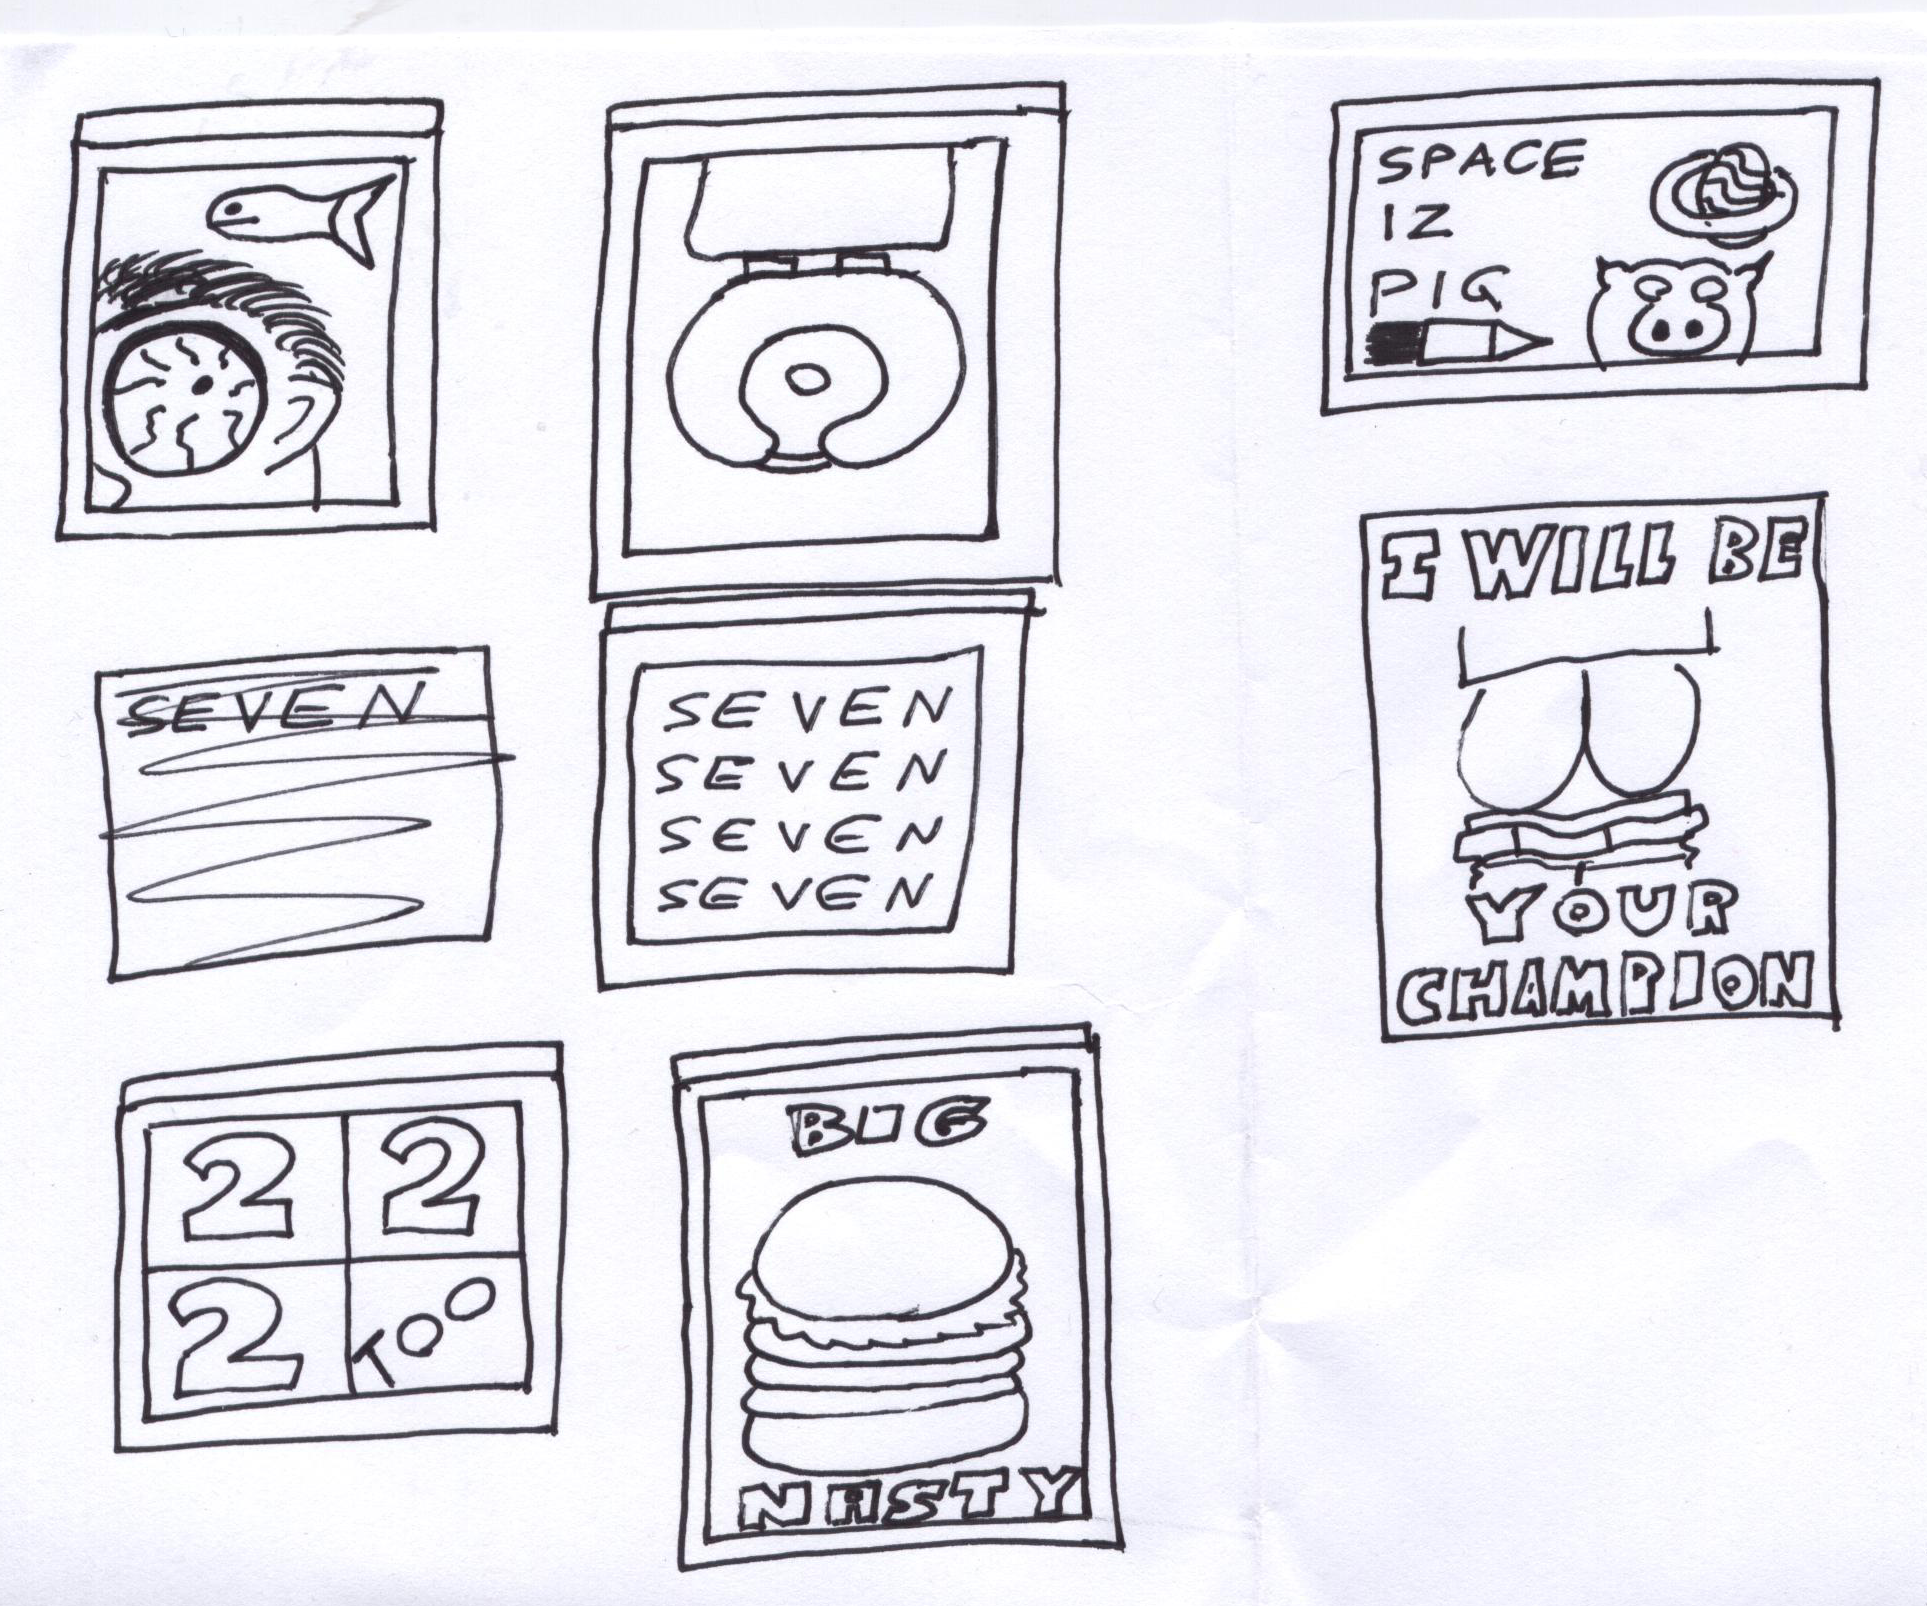 SPACE
IZ
PIG
I WILL BE
YOUR
CHAMPION
SEVEN
SEVEN
SEVEN
SEVEN
SEVEN
2 2
2 TOO
BIG
NASTY